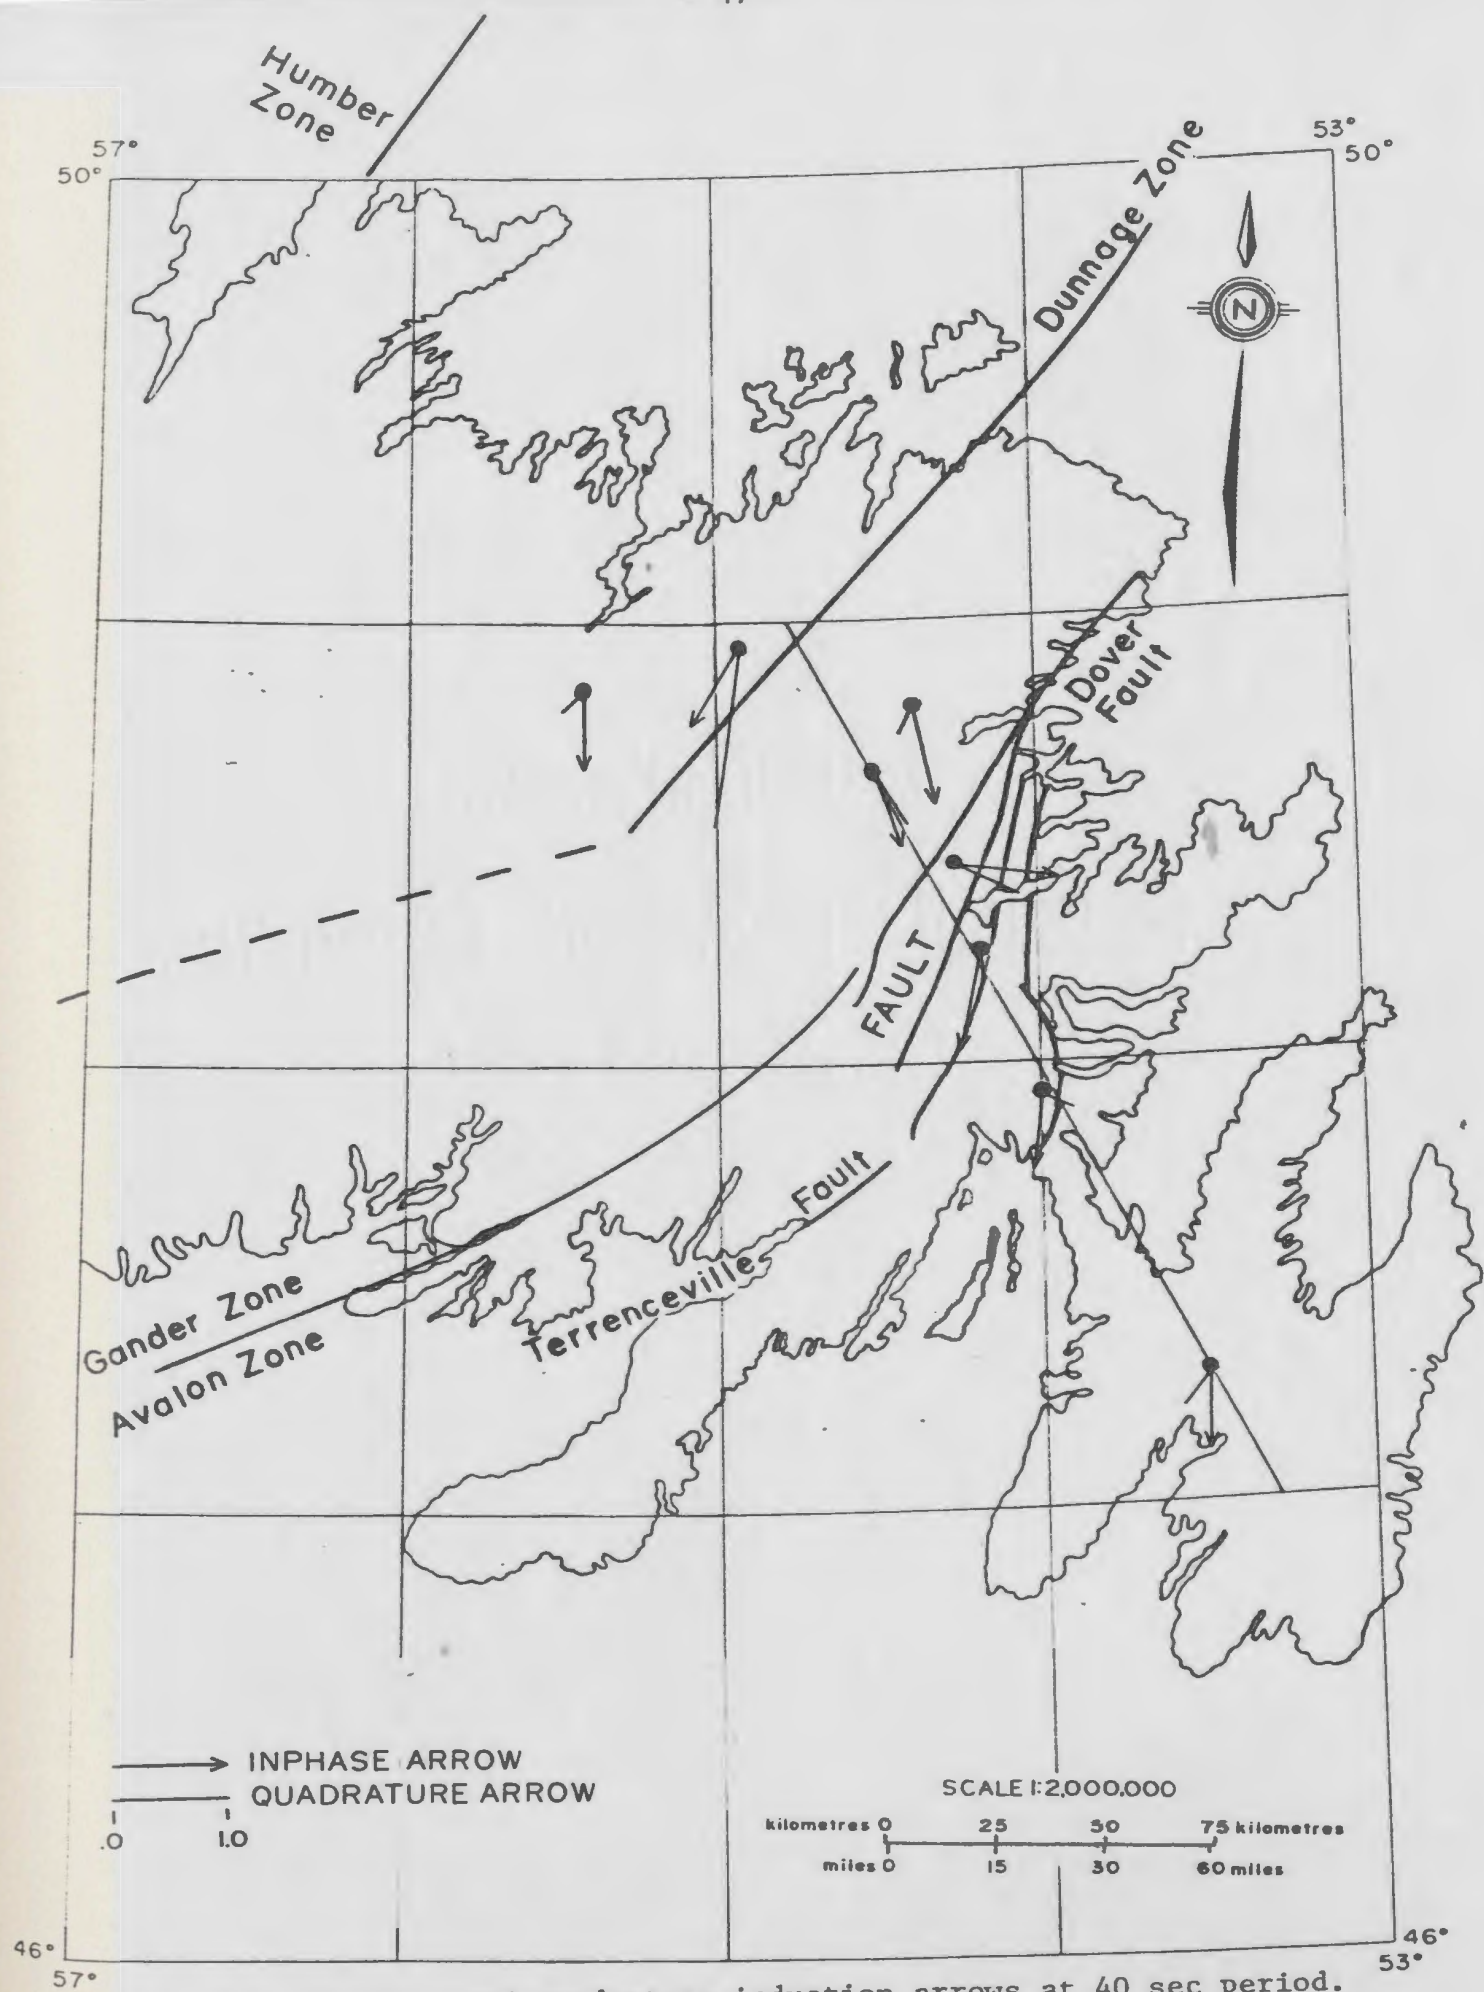 Humber
Zone
57°
50°
53°
50°
Dunnage Zone
N
Dover
Fault
FAULT
Fault
Terrenceville
Gander Zone
Avalon Zone
INPHASE ARROW
QUADRATURE ARROW
.0 1.0
SCALE 1:2,000,000
kilometres 0 25 50 75 kilometres
miles 0 15 30 60 miles
46°
57°
46°
53°
induction arrows at 40 sec period.